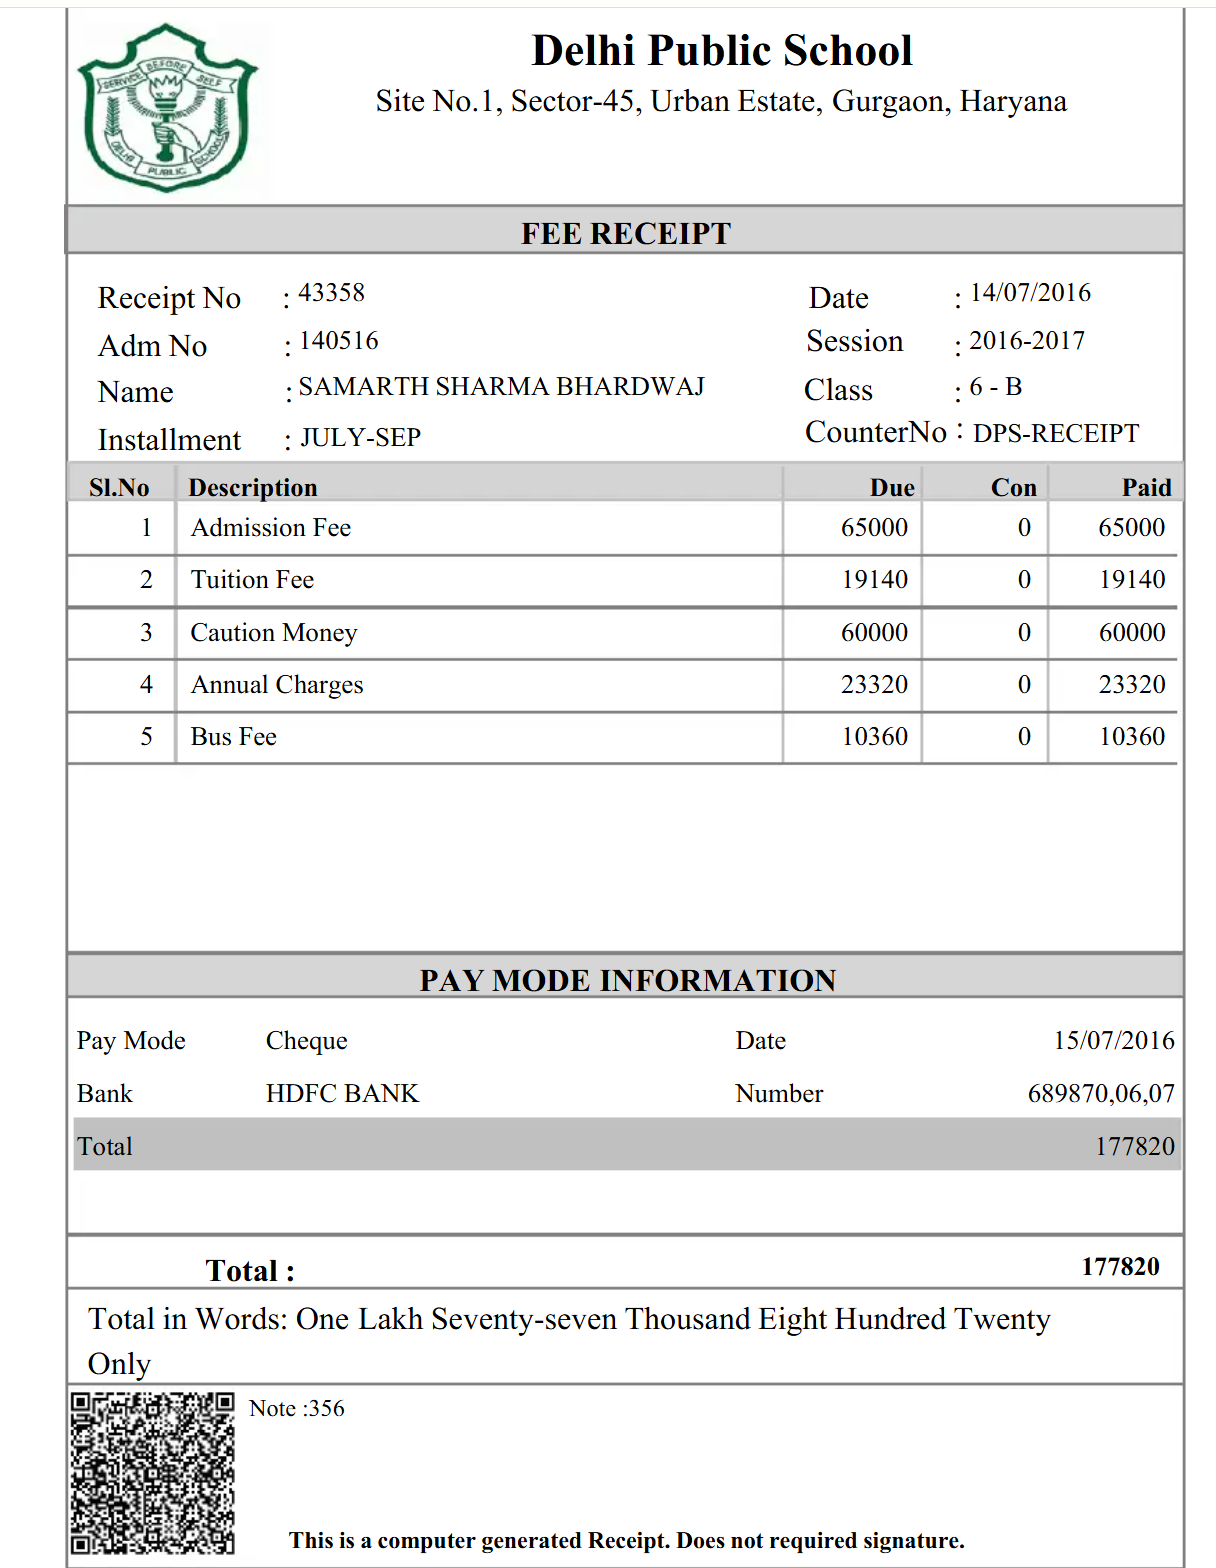 SERVICE BEFORE SELF
DELHI PUBLIC SCHOOL
Delhi Public School
Site No.1, Sector-45, Urban Estate, Gurgaon, Haryana
FEE RECEIPT
Receipt No : 43358 Date : 14/07/2016
Adm No : 140516 Session : 2016-2017
Name : SAMARTH SHARMA BHARDWAJ Class : 6 - B
Installment : JULY-SEP CounterNo : DPS-RECEIPT
Sl.No Description Due Con Paid
1 Admission Fee 65000 0 65000
2 Tuition Fee 19140 0 19140
3 Caution Money 60000 0 60000
4 Annual Charges 23320 0 23320
5 Bus Fee 10360 0 10360
PAY MODE INFORMATION
Pay Mode Cheque Date 15/07/2016
Bank HDFC BANK Number 689870,06,07
Total 177820
Total : 177820
Total in Words: One Lakh Seventy-seven Thousand Eight Hundred Twenty
Only
Note :356
This is a computer generated Receipt. Does not required signature.